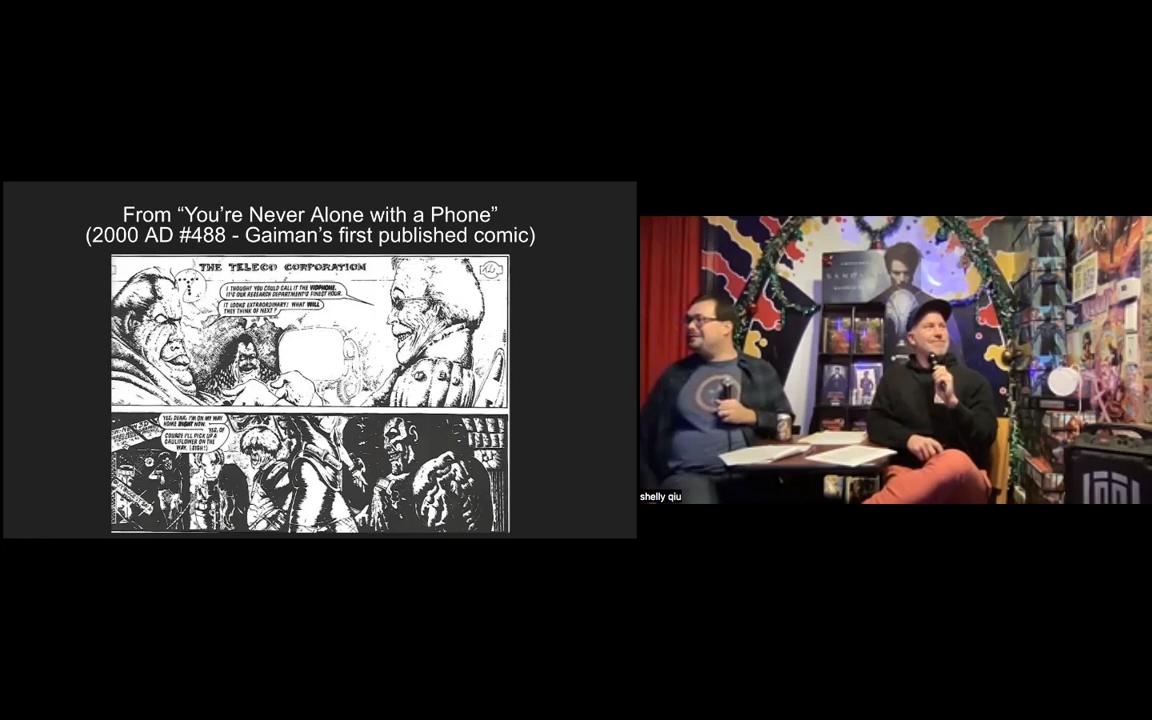 From “You’re Never Alone with a Phone”
(2000 AD #488 - Gaiman’s first published comic)
THE TELECO CORPORATION
I THOUGHT YOU COULD CALL IT THE VIDPHONE.
IT'S OUR RESEARCH DEPARTMENT'S FINEST HOUR.
IT LOOKS EXTRAORDINARY! WHAT WILL
THEY THINK OF NEXT?
YES, DEAR, I'M ON MY WAY
HOME RIGHT NOW.
YES, OF
COURSE I'LL PICK UP A
CAULIFLOWER ON THE
WAY. (SIGH!)
SANDMAN
shelly qiu